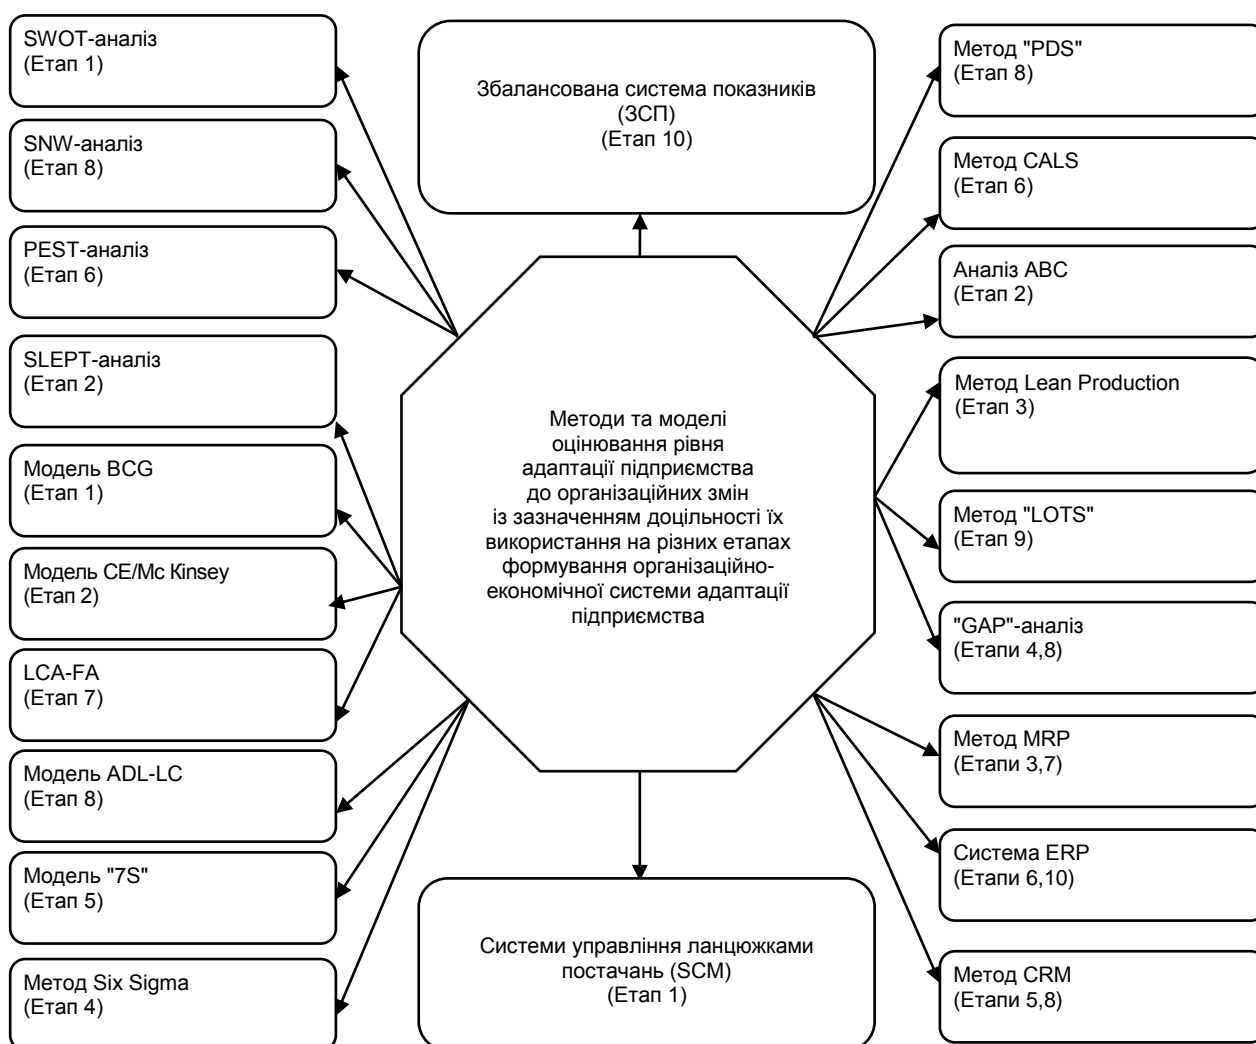 SWOT-аналіз
(Етап 1)
SNW-аналіз
(Етап 8)
PEST-аналіз
(Етап 6)
SLEPT-аналіз
(Етап 2)
Модель BCG
(Етап 1)
Модель CE/Mc Kinsey
(Етап 2)
LCA-FA
(Етап 7)
Модель ADL-LC
(Етап 8)
Модель "7S"
(Етап 5)
Метод Six Sigma
(Етап 4)
Збалансована система показників
(ЗСП)
(Етап 10)
Методи та моделі
оцінювання рівня
адаптації підприємства
до організаційних змін
із зазначенням доцільності їх
використання на різних етапах
формування організаційно-
економічної системи адаптації
підприємства
Системи управління ланцюжками
постачань (SCM)
(Етап 1)
Метод "PDS"
(Етап 8)
Метод CALS
(Етап 6)
Аналіз ABC
(Етап 2)
Метод Lean Production
(Етап 3)
Метод "LOTS"
(Етап 9)
"GAP"-аналіз
(Етапи 4,8)
Метод MRP
(Етапи 3,7)
Система ERP
(Етапи 6,10)
Метод CRM
(Етапи 5,8)